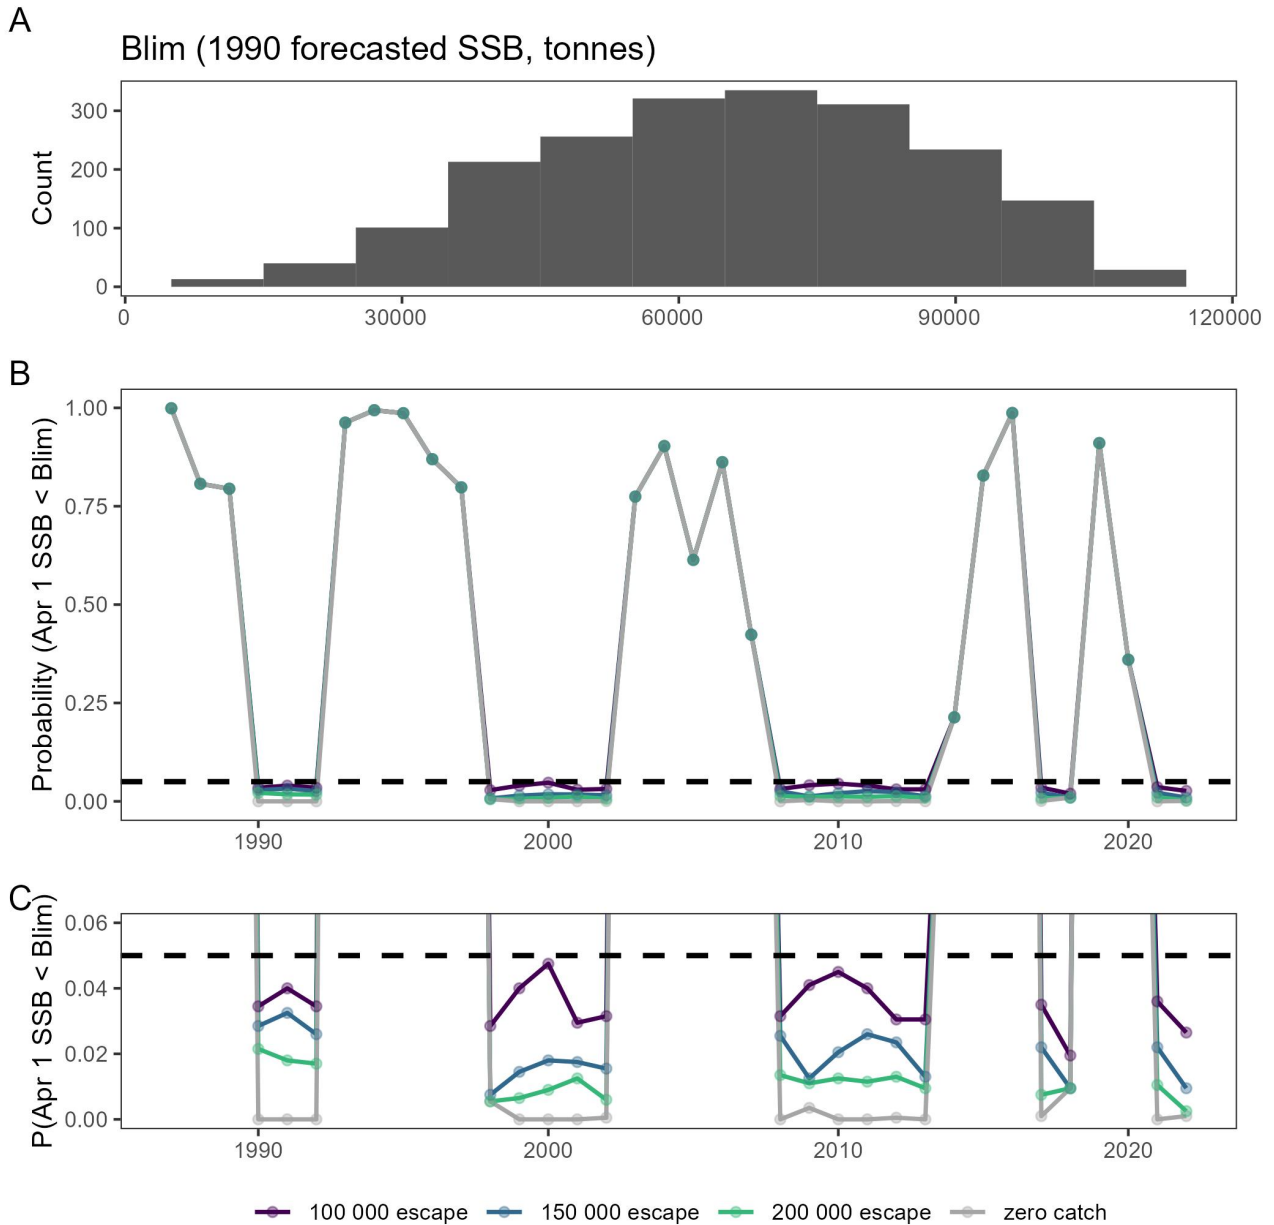 A
Blim (1990 forecasted SSB, tonnes)
Count
300
200
100
0
0 30000 60000 90000 120000
B
Probability (Apr 1 SSB < Blim)
1.00
0.75
0.50
0.25
0.00
1990 2000 2010 2020
C
P(Apr 1 SSB < Blim)
0.06
0.04
0.02
0.00
1990 2000 2010 2020
100 000 escape 150 000 escape 200 000 escape zero catch